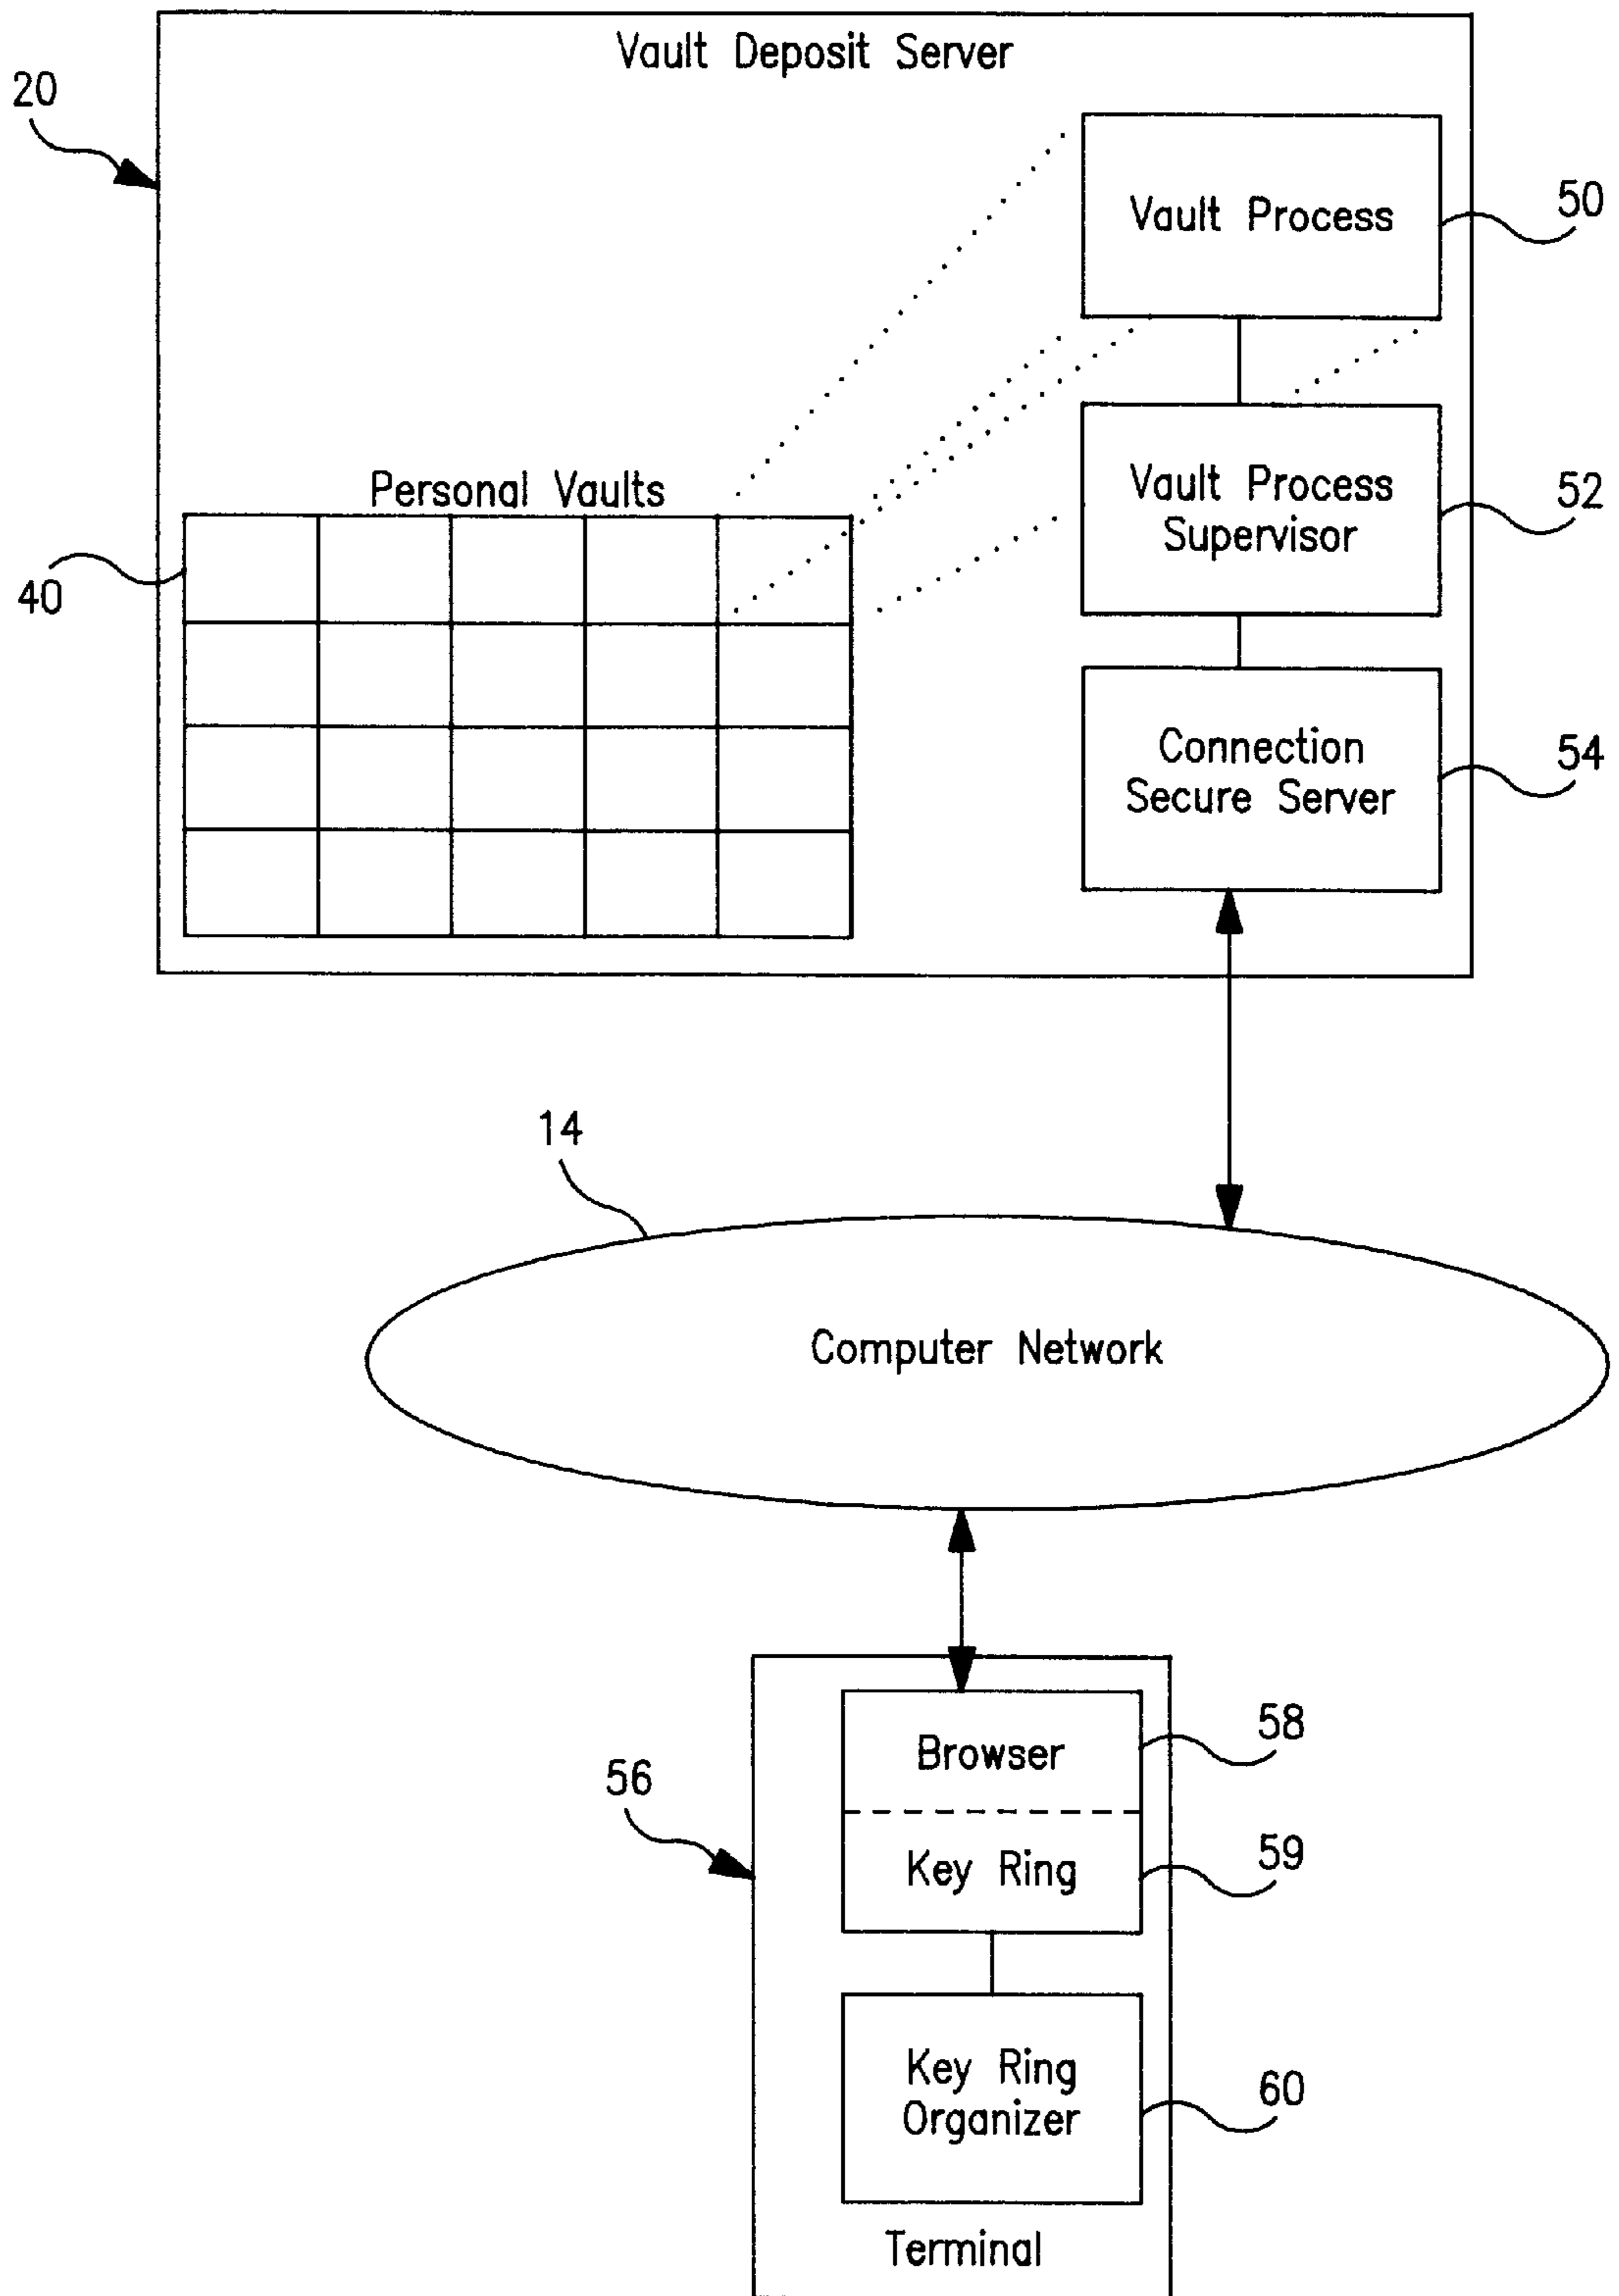 Vault Deposit Server
20
Vault Process
50
Personal Vaults
Vault Process
Supervisor
52
40
Connection
Secure Server
54
14
Computer Network
Browser
58
56
Key Ring
59
Key Ring
Organizer
60
Terminal